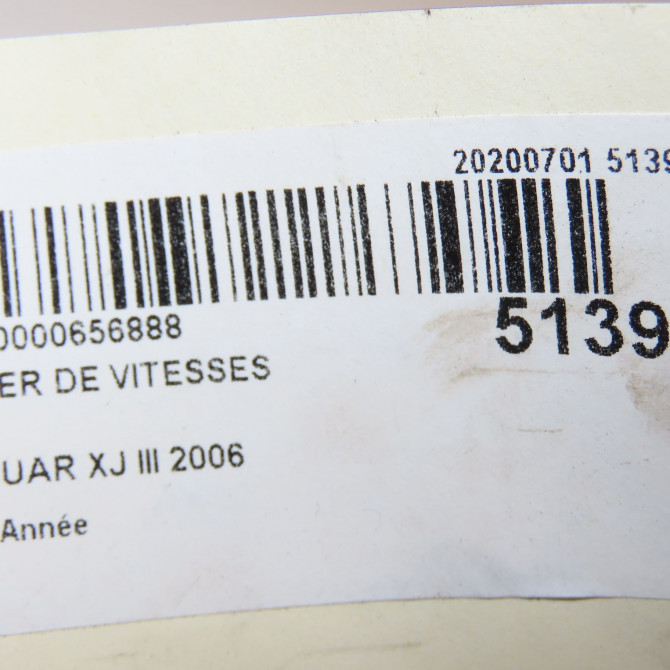 20200701 5139
0000656888
5139
ER DE VITESSES
UAR XJ III 2006
Année